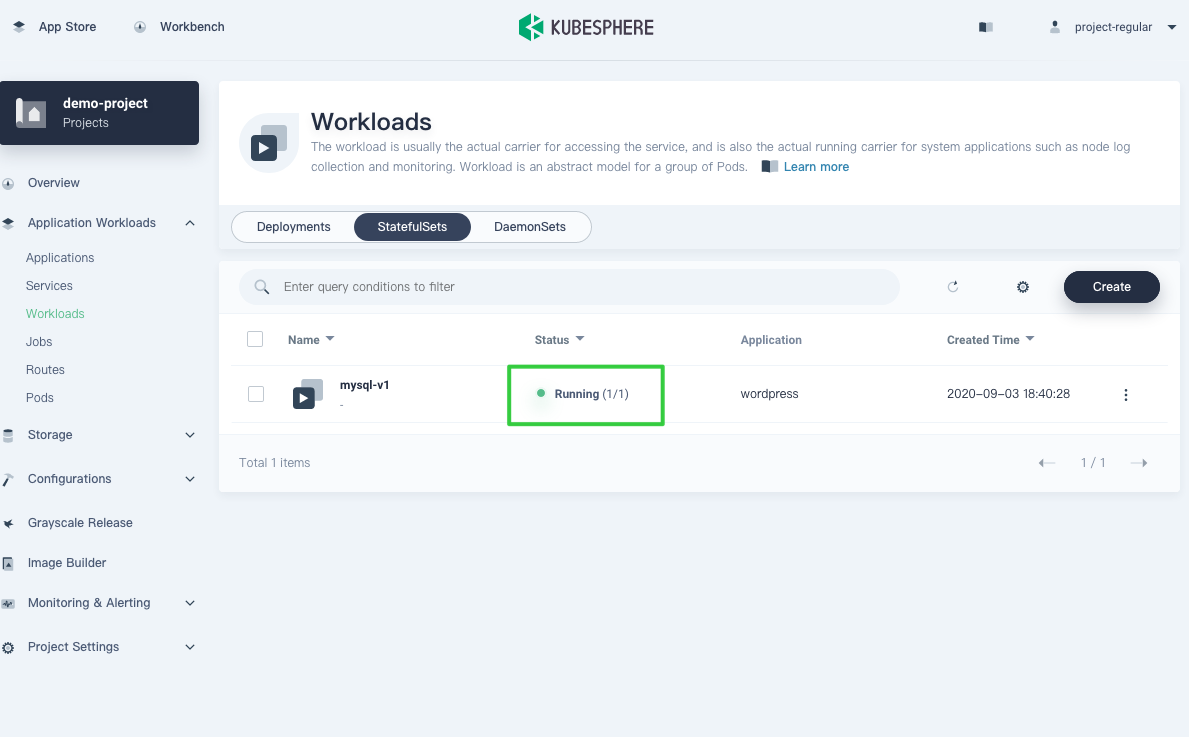 App Store
Workbench
KUBESPHERE
project-regular
demo-project
Projects
Overview
Application Workloads
Applications
Services
Workloads
Jobs
Routes
Pods
Storage
Configurations
Grayscale Release
Image Builder
Monitoring & Alerting
Project Settings
Workloads
The workload is usually the actual carrier for accessing the service, and is also the actual running carrier for system applications such as node log
collection and monitoring. Workload is an abstract model for a group of Pods. Learn more
Deployments StatefulSets DaemonSets
Enter query conditions to filter
Create
Name Status Application Created Time
mysql-v1 Running (1/1) wordpress 2020-09-03 18:40:28
-
Total 1 items
1 / 1